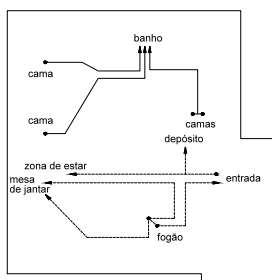 banho
cama
cama
camas
depósito
zona de estar
mesa
de jantar
entrada
fogão